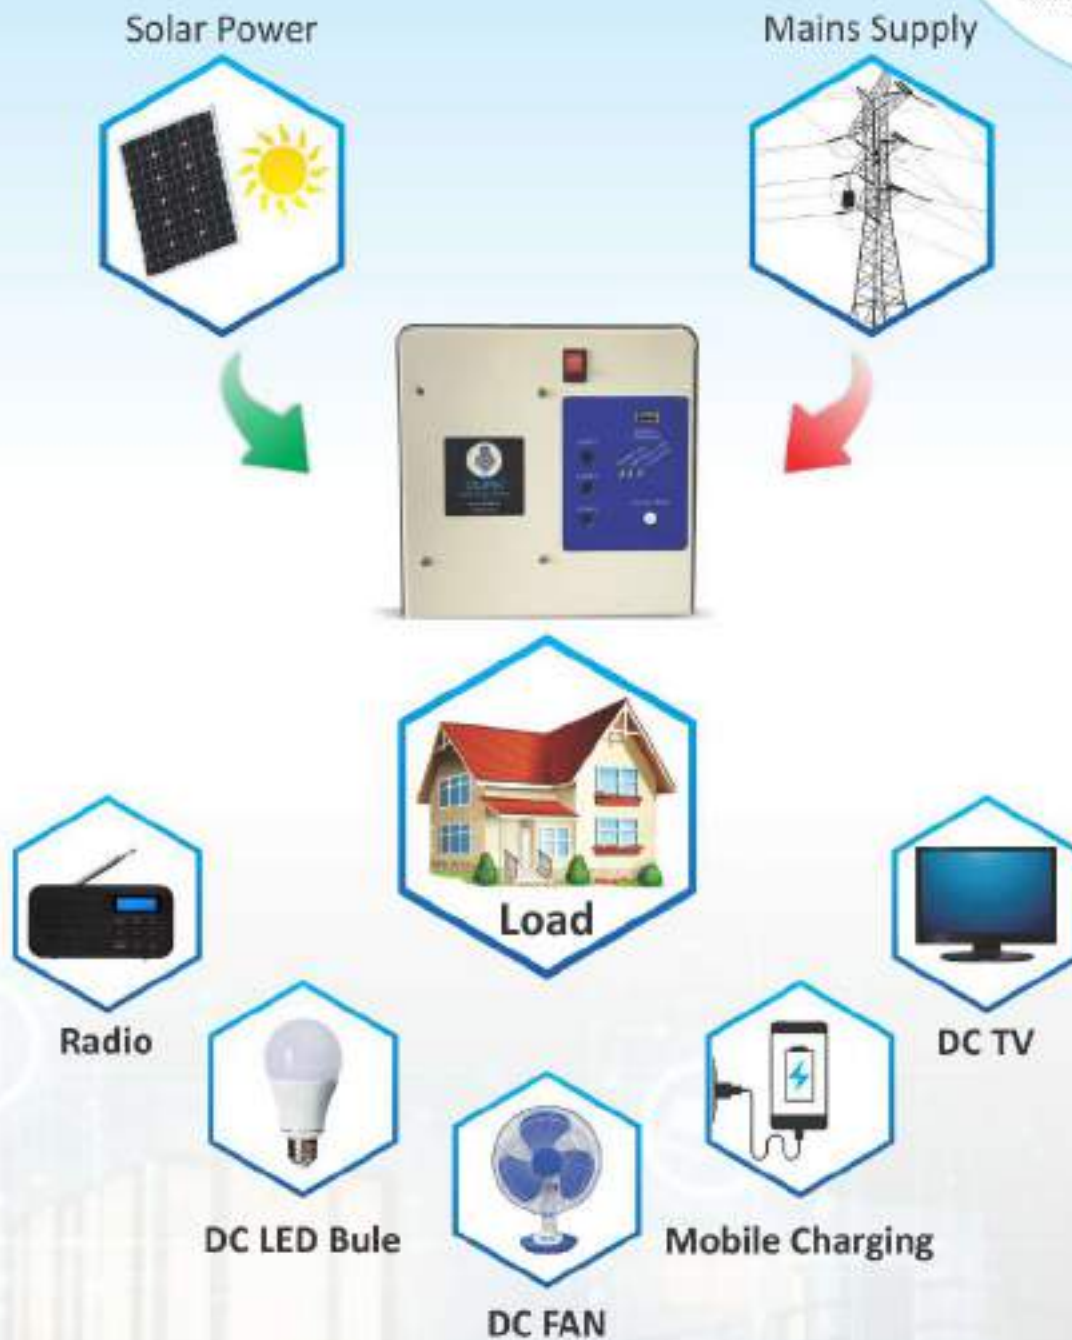 Solar Power
Mains Supply
Load
Radio
DC TV
DC LED Bule
Mobile Charging
DC FAN